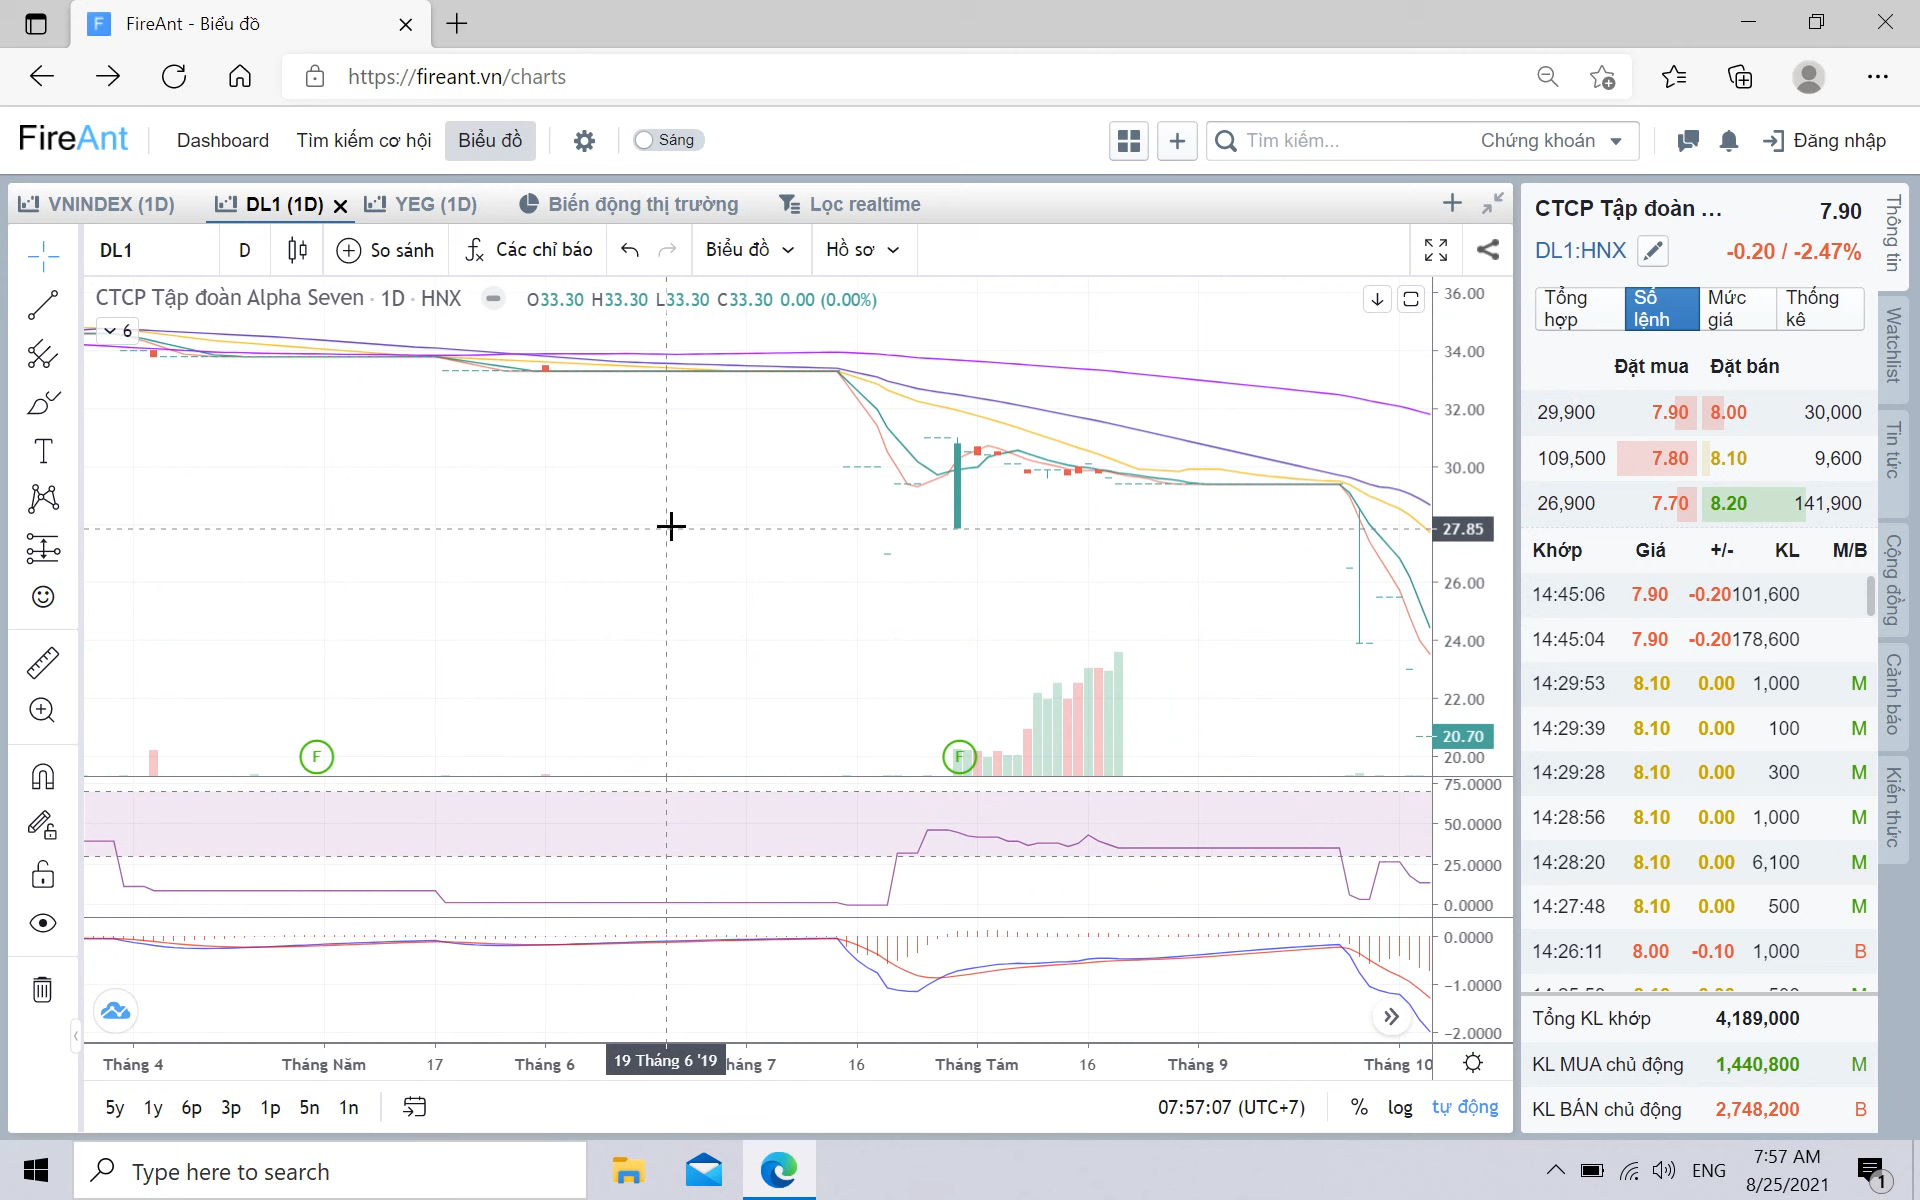 FireAnt - Biểu đồ
https://fireant.vn/charts
FireAnt
Dashboard
Tìm kiếm cơ hội
Biểu đồ
Sáng
Tìm kiếm...
Chứng khoán
Đăng nhập
VNINDEX (1D)
DL1 (1D)
YEG (1D)
Biến động thị trường
Lọc realtime
DL1
D
So sánh
Các chỉ báo
Biểu đồ
Hồ sơ
CTCP Tập đoàn Alpha Seven · 1D · HNX
O33.30 H33.30 L33.30 C33.30 0.00 (0.00%)
6
36.00
34.00
32.00
30.00
27.85
26.00
24.00
22.00
20.70
20.00
F
F
75.0000
50.0000
25.0000
0.0000
0.0000
-1.0000
-2.0000
Tháng 4
Tháng Năm
17
Tháng 6
19 Tháng 6 '19
háng 7
16
Tháng Tám
16
Tháng 9
Tháng 10
5y 1y 6p 3p 1p 5n 1n
07:57:07 (UTC+7)
% log tự động
CTCP Tập đoàn ...
7.90
DL1:HNX
-0.20 / -2.47%
Tổng hợp
Sổ lệnh
Mức giá
Thống kê
Đặt mua Đặt bán
29,900 7.90 8.00 30,000
109,500 7.80 8.10 9,600
26,900 7.70 8.20 141,900
Khớp Giá +/- KL M/B
14:45:06 7.90 -0.20 101,600
14:45:04 7.90 -0.20 178,600
14:29:53 8.10 0.00 1,000 M
14:29:39 8.10 0.00 100 M
14:29:28 8.10 0.00 300 M
14:28:56 8.10 0.00 1,000 M
14:28:20 8.10 0.00 6,100 M
14:27:48 8.10 0.00 500 M
14:26:11 8.00 -0.10 1,000 B
Tổng KL khớp 4,189,000
KL MUA chủ động 1,440,800 M
KL BÁN chủ động 2,748,200 B
Thông tin
Watchlist
Tin tức
Cộng đồng
Cảnh báo
Kiến thức
Type here to search
ENG
7:57 AM
8/25/2021
1